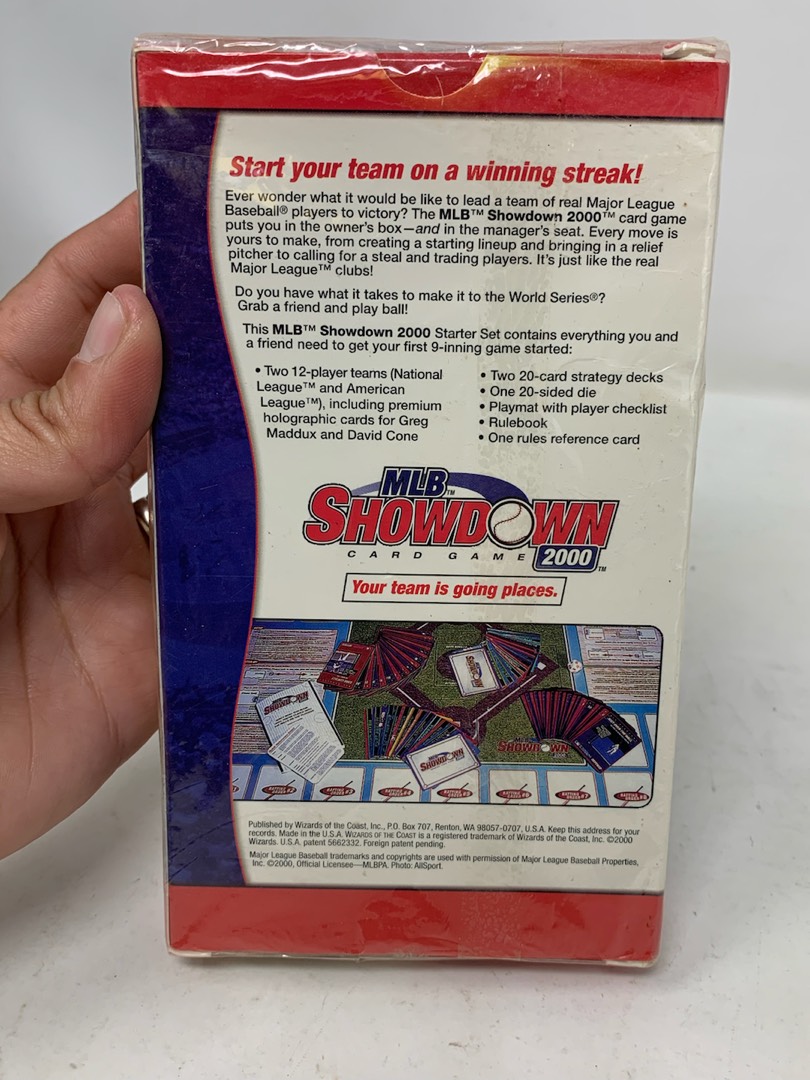 Start your team on a winning streak!
Ever wonder what it would be like to lead a team of real Major League
Baseball® players to victory? The MLB™ Showdown 2000™ card game
puts you in the owner's box—and in the manager's seat. Every move is
yours to make, from creating a starting lineup and bringing in a relief
pitcher to calling for a steal and trading players. It's just like the real
Major League™ clubs!
Do you have what it takes to make it to the World Series®?
Grab a friend and play ball!
This MLB™ Showdown 2000 Starter Set contains everything you and
a friend need to get your first 9-inning game started:
• Two 12-player teams (National
League™ and American
League™), including premium
holographic cards for Greg
Maddux and David Cone
• Two 20-card strategy decks
• One 20-sided die
• Playmat with player checklist
• Rulebook
• One rules reference card
MLB™
SHOWDOWN
CARD GAME 2000™
Your team is going places.
MLB
SHOWDOWN
SHOWDOWN
SHOWDOWN
MLB
SHOWDOWN
Published by Wizards of the Coast, Inc., P.O. Box 707, Renton, WA 98057-0707, U.S.A. Keep this address for your
records. Made in the U.S.A. WIZARDS OF THE COAST is a registered trademark of Wizards of the Coast, Inc. ©2000
Wizards. U.S.A. patent 5662332. Foreign patent pending.
Major League Baseball trademarks and copyrights are used with permission of Major League Baseball Properties,
Inc. ©2000, Official Licensee—MLBPA. Photo: AllSport.